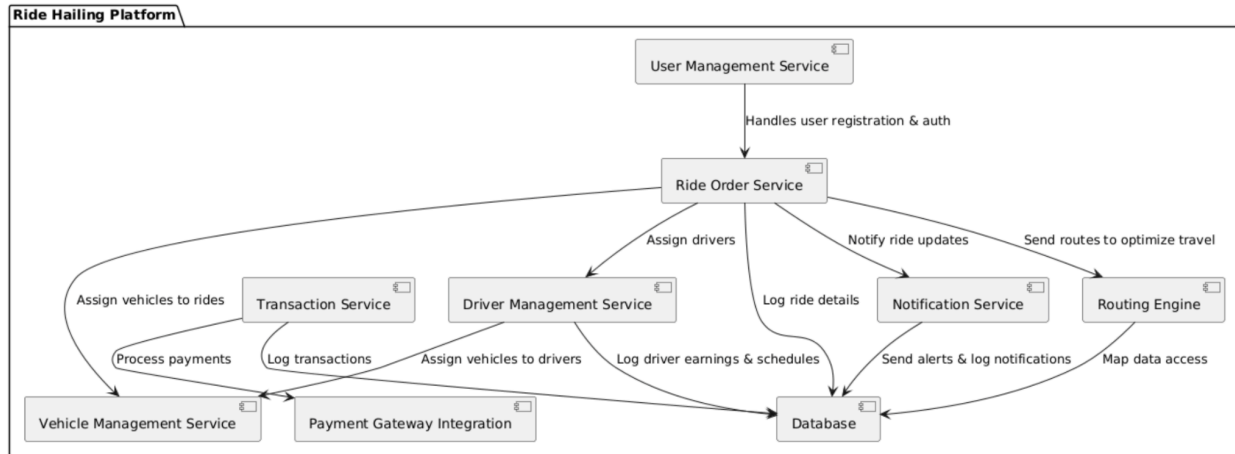 Ride Hailing Platform
User Management Service
Handles user registration & auth
Ride Order Service
Assign drivers
Notify ride updates
Send routes to optimize travel
Assign vehicles to rides
Transaction Service
Driver Management Service
Log ride details
Notification Service
Routing Engine
Process payments
Log transactions
Assign vehicles to drivers
Log driver earnings & schedules
Send alerts & log notifications
Map data access
Vehicle Management Service
Payment Gateway Integration
Database